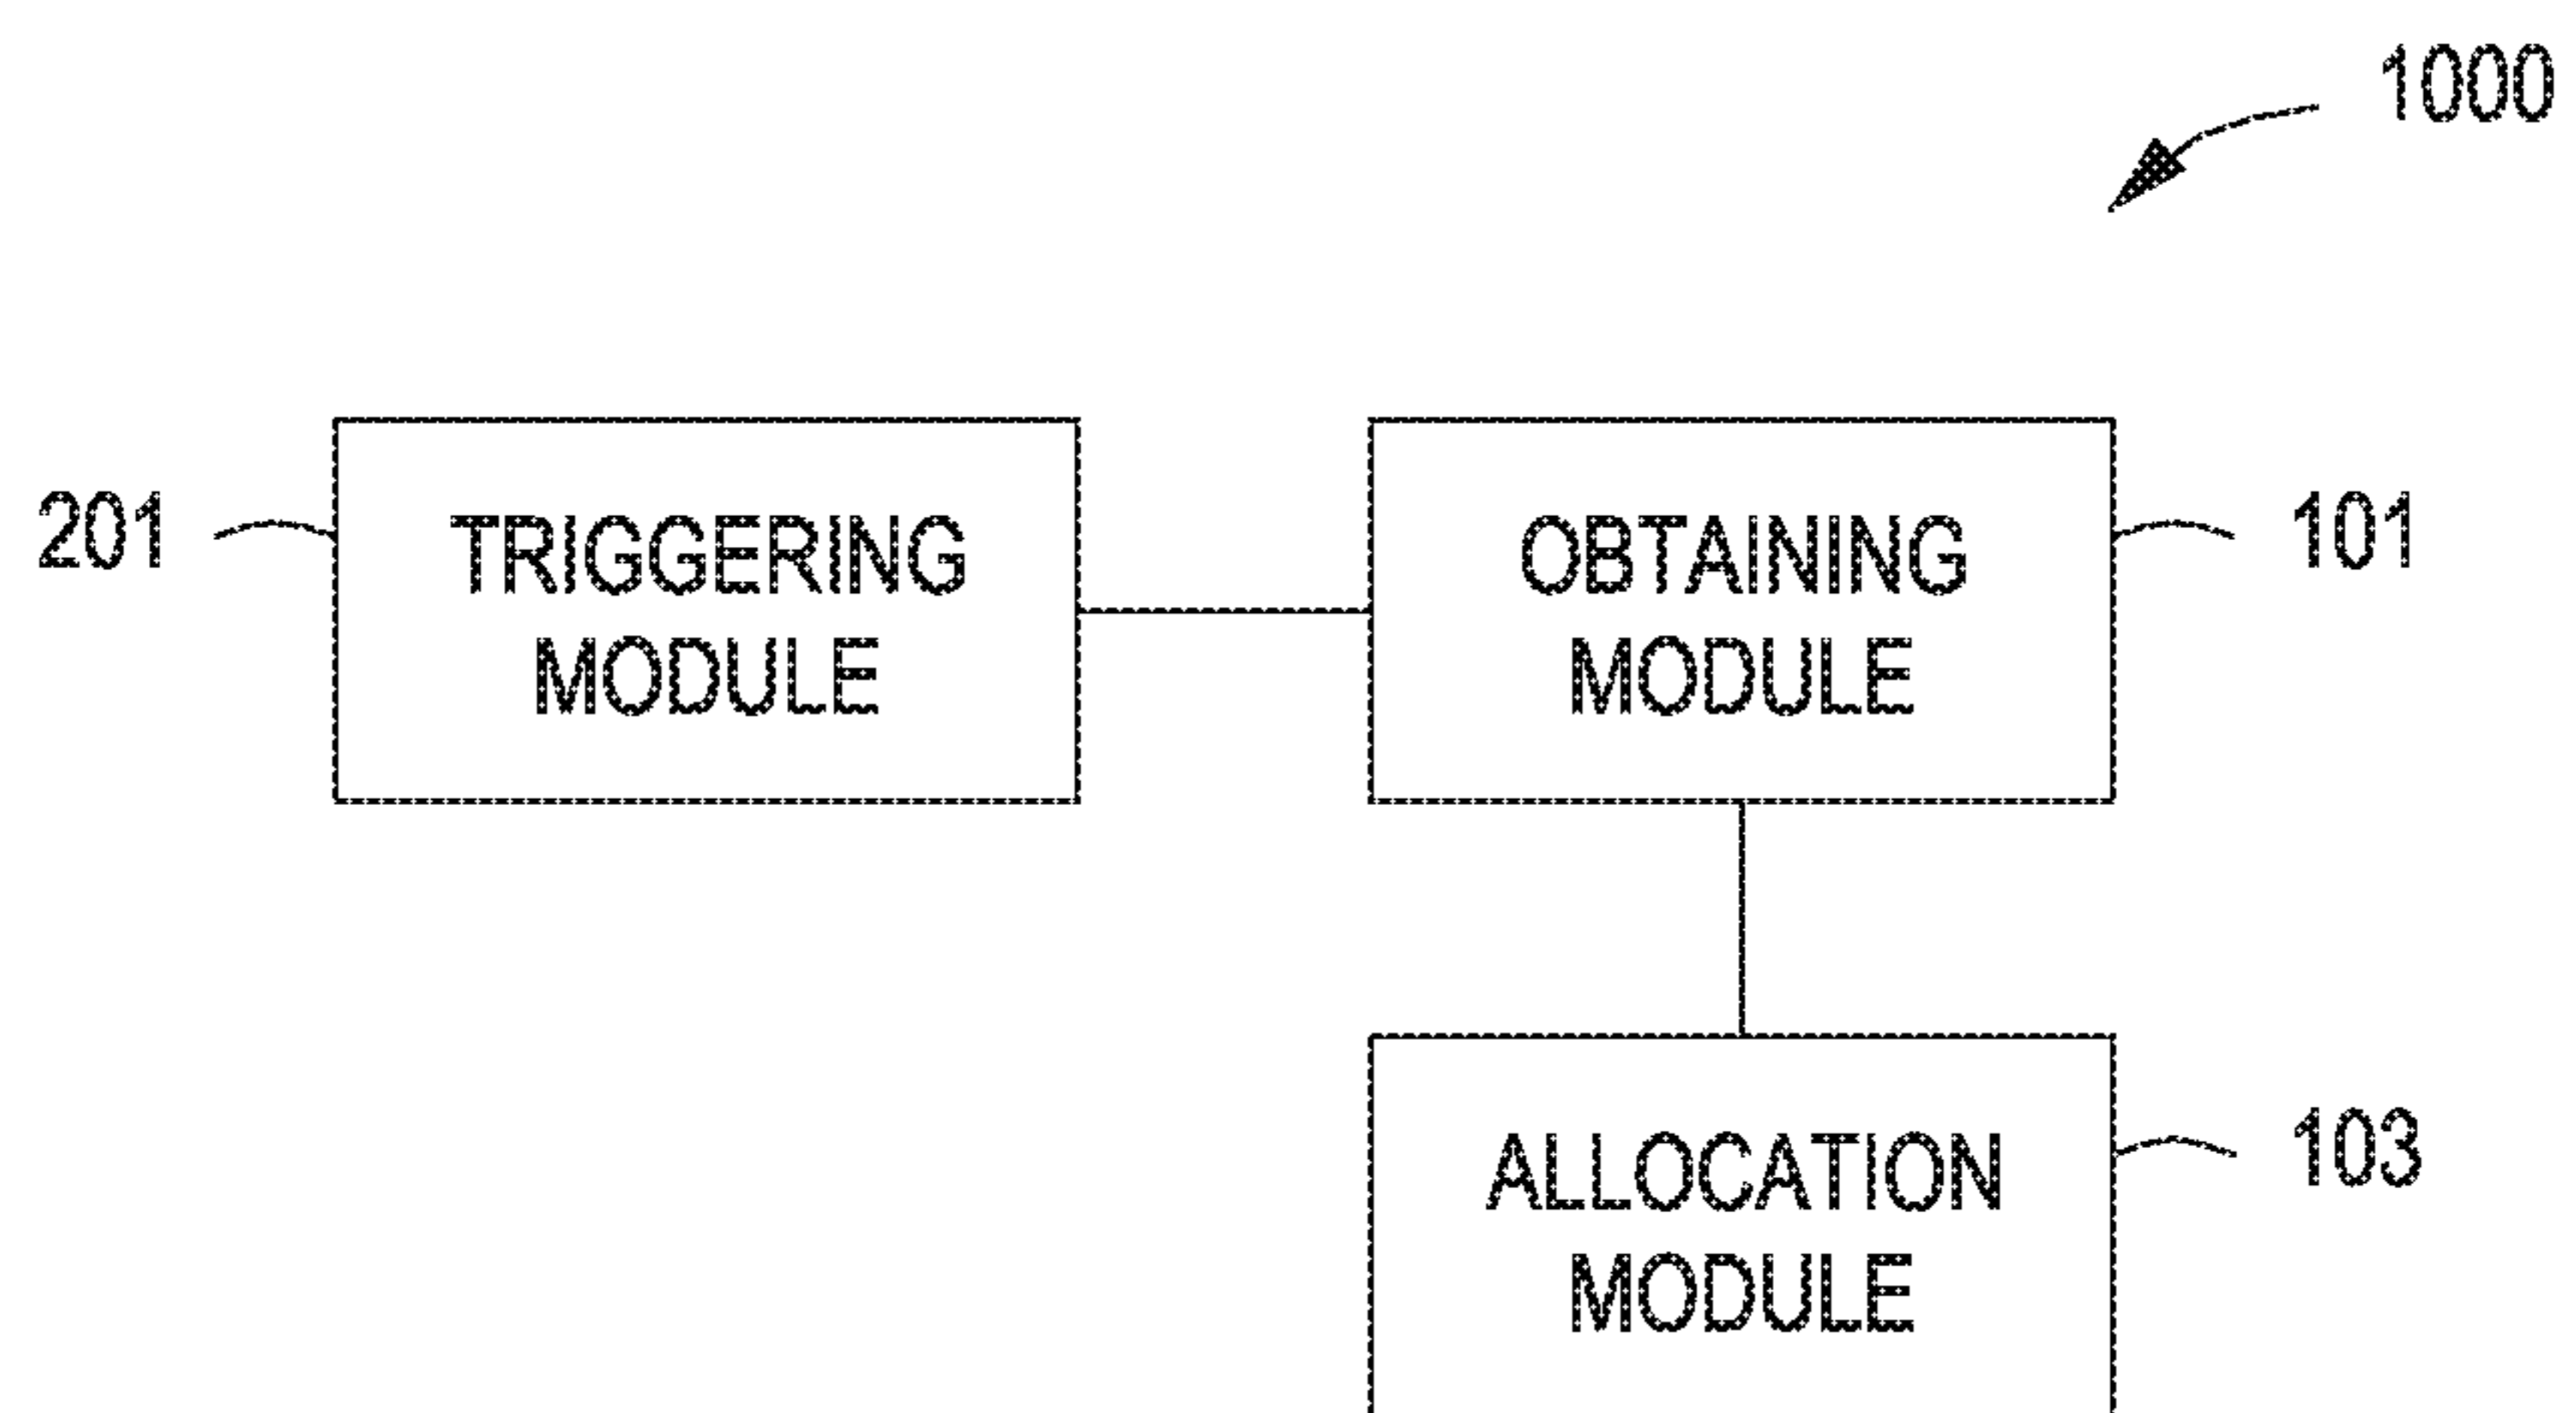 1000
201
TRIGGERING
MODULE
OBTAINING
MODULE
101
ALLOCATION
MODULE
103